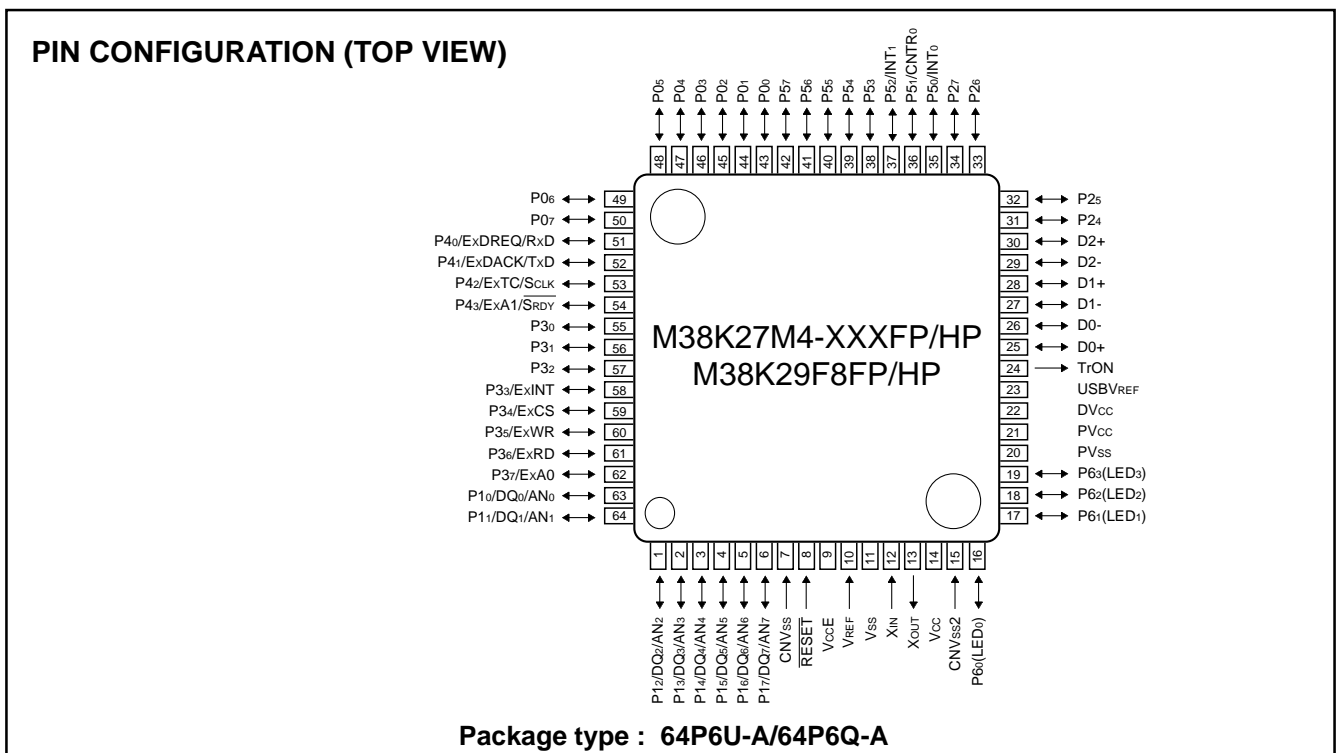 PIN CONFIGURATION (TOP VIEW)
P05
P04
P03
P02
P01
P00
P57
P56
P55
P54
P53
P52/INT1
P51/CNTR0
P50/INT0
P27
P26
48
47
46
45
44
43
42
41
40
39
38
37
36
35
34
33
P06 49
P07 50
P40/EXDREQ/RXD 51
P41/EXDACK/TXD 52
P42/EXTC/SCLK 53
P43/EXA1/SRDY 54
P30 55
P31 56
P32 57
P33/EXINT 58
P34/EXCS 59
P35/EXWR 60
P36/EXRD 61
P37/EXA0 62
P10/DQ0/AN0 63
P11/DQ1/AN1 64
M38K27M4-XXXFP/HP
M38K29F8FP/HP
32 P25
31 P24
30 D2+
29 D2-
28 D1+
27 D1-
26 D0-
25 D0+
24 TrON
23 USBVREF
22 DVCC
21 PVCC
20 PVSS
19 P63(LED3)
18 P62(LED2)
17 P61(LED1)
1
2
3
4
5
6
7
8
9
10
11
12
13
14
15
16
P12/DQ2/AN2
P13/DQ3/AN3
P14/DQ4/AN4
P15/DQ5/AN5
P16/DQ6/AN6
P17/DQ7/AN7
CNVSS
RESET
VCCE
VREF
VSS
XIN
XOUT
VCC
CNVSS2
P60(LED0)
Package type : 64P6U-A/64P6Q-A